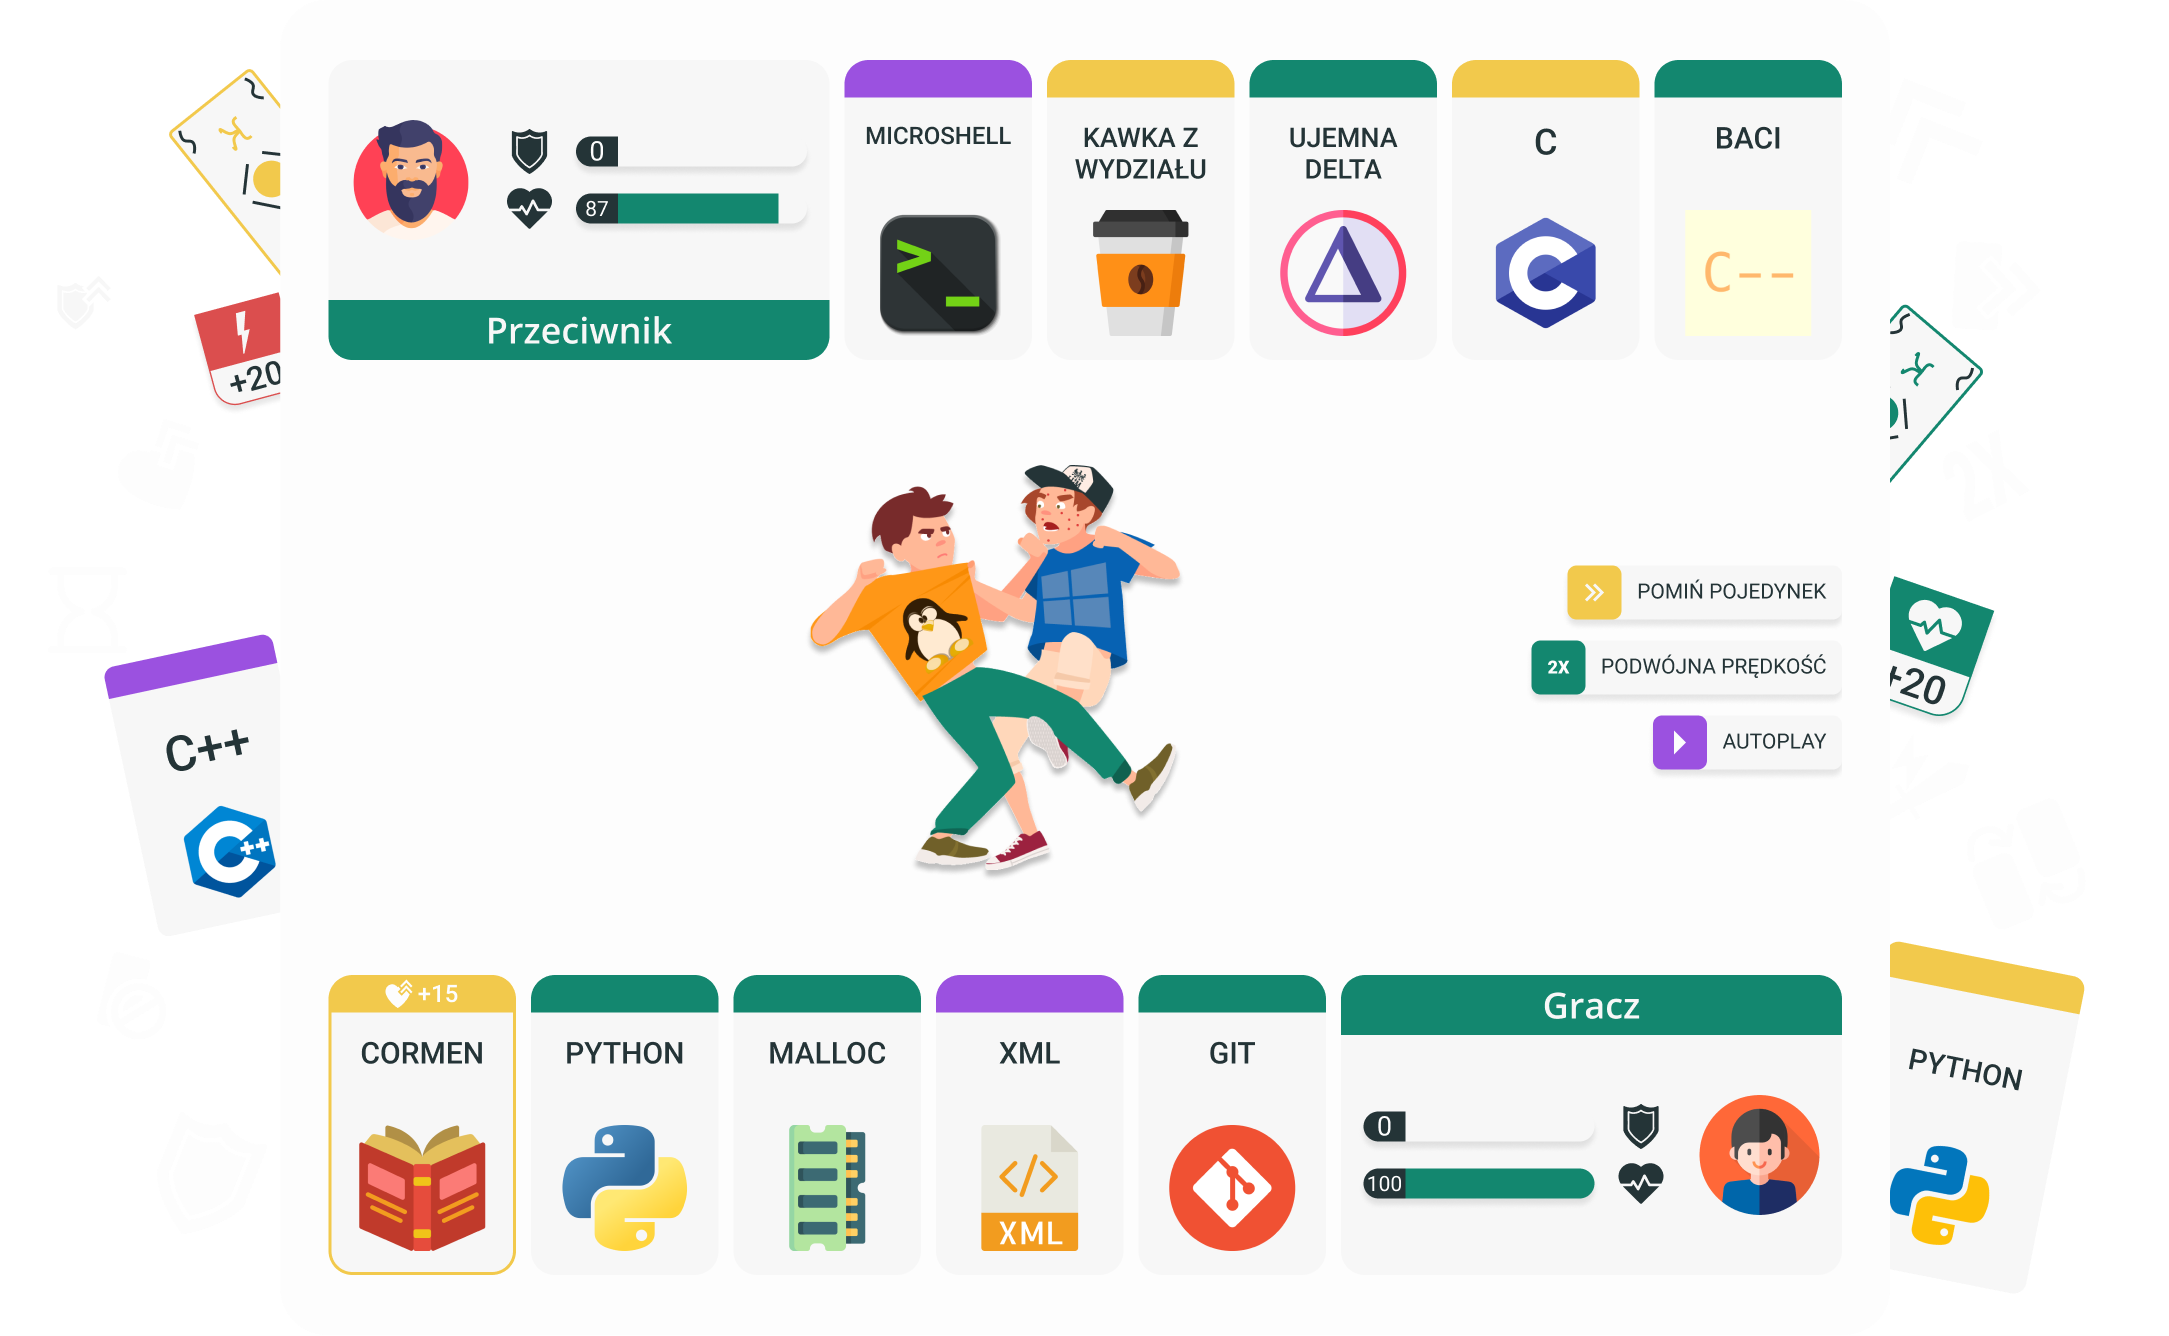 0
87
Przeciwnik
MICROSHELL
KAWKA Z
WYDZIAŁU
UJEMNA
DELTA
C
BACI
C--
+20
POMIŃ POJEDYNEK
2X
PODWÓJNA PRĘDKOŚĆ
AUTOPLAY
+20
2X
C++
C++
+15
CORMEN
PYTHON
MALLOC
XML
XML
GIT
Gracz
0
100
PYTHON